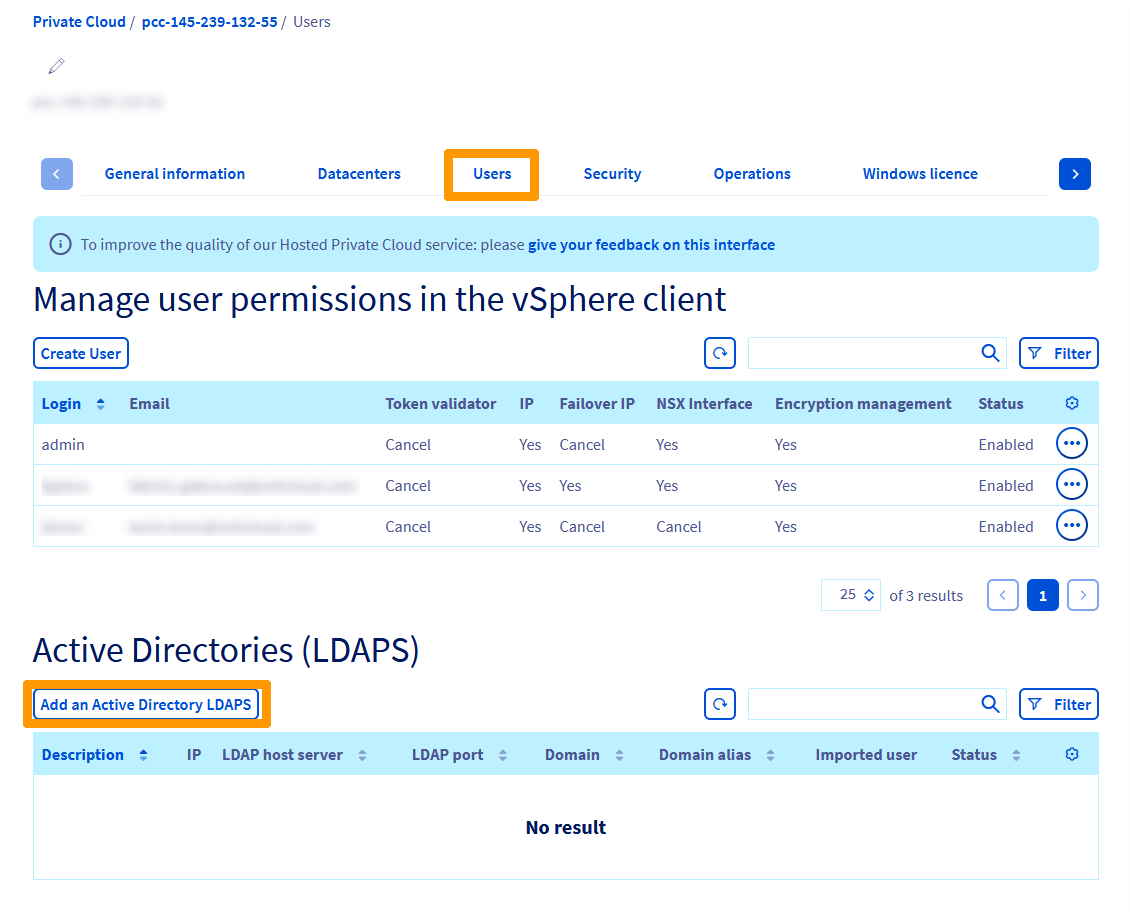 Private Cloud / pcc-145-239-132-55 / Users
General information Datacenters Users Security Operations Windows licence
To improve the quality of our Hosted Private Cloud service: please give your feedback on this interface
Manage user permissions in the vSphere client
Create User Filter
Login Email Token validator IP Failover IP NSX Interface Encryption management Status
admin Cancel Yes Cancel Yes Yes Enabled
Cancel Yes Yes Yes Yes Enabled
Cancel Yes Cancel Cancel Yes Enabled
25 of 3 results 1
Active Directories (LDAPS)
Add an Active Directory LDAPS Filter
Description IP LDAP host server LDAP port Domain Domain alias Imported user Status
No result